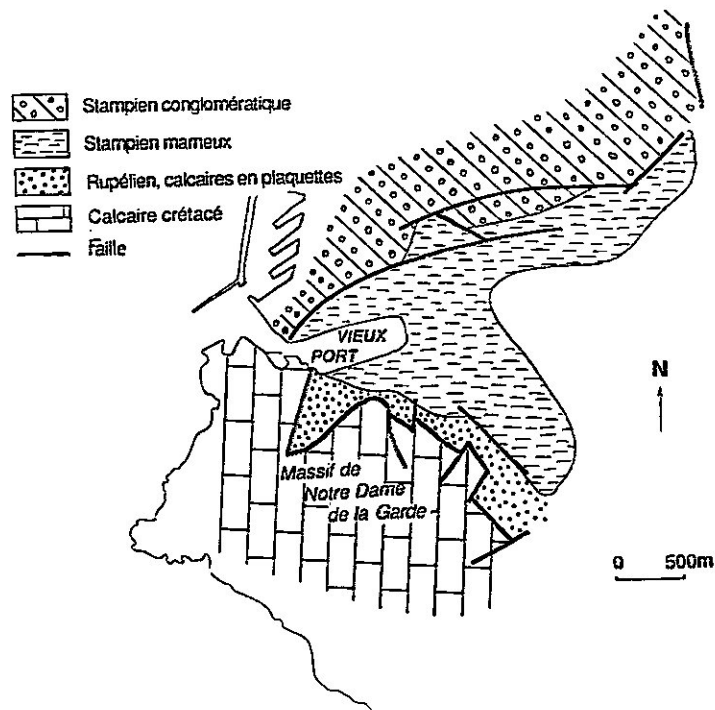 Stampien conglomératique
Stampien marneux
Rupélien, calcaires en plaquettes
Calcaire crétacé
Faille
VIEUX
PORT
N
Massif de
Notre Dame
de la Garde
0 500m